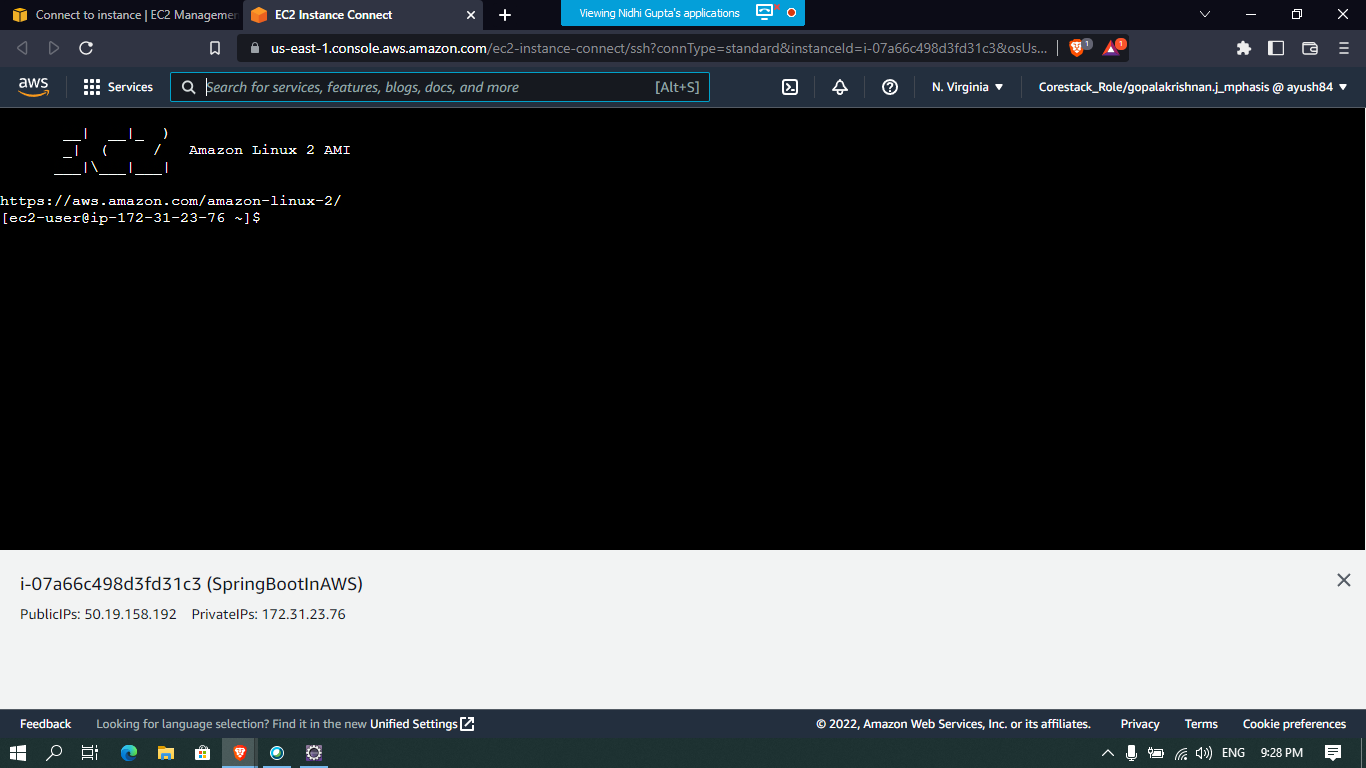 Connect to instance | EC2 Managemen
EC2 Instance Connect
Viewing Nidhi Gupta's applications
us-east-1.console.aws.amazon.com/ec2-instance-connect/ssh?connType=standard&instanceId=i-07a66c498d3fd31c3&osUs...
1
1
aws
Services
Search for services, features, blogs, docs, and more
[Alt+S]
N. Virginia
Corestack_Role/gopalakrishnan.j_mphasis @ ayush84
       __|  __|_  )
       _|  (     /   Amazon Linux 2 AMI
      ___|\___|___|
https://aws.amazon.com/amazon-linux-2/
[ec2-user@ip-172-31-23-76 ~]$
i-07a66c498d3fd31c3 (SpringBootInAWS)
PublicIPs: 50.19.158.192 PrivateIPs: 172.31.23.76
Feedback
Looking for language selection? Find it in the new Unified Settings
© 2022, Amazon Web Services, Inc. or its affiliates.
Privacy
Terms
Cookie preferences
ENG
9:28 PM